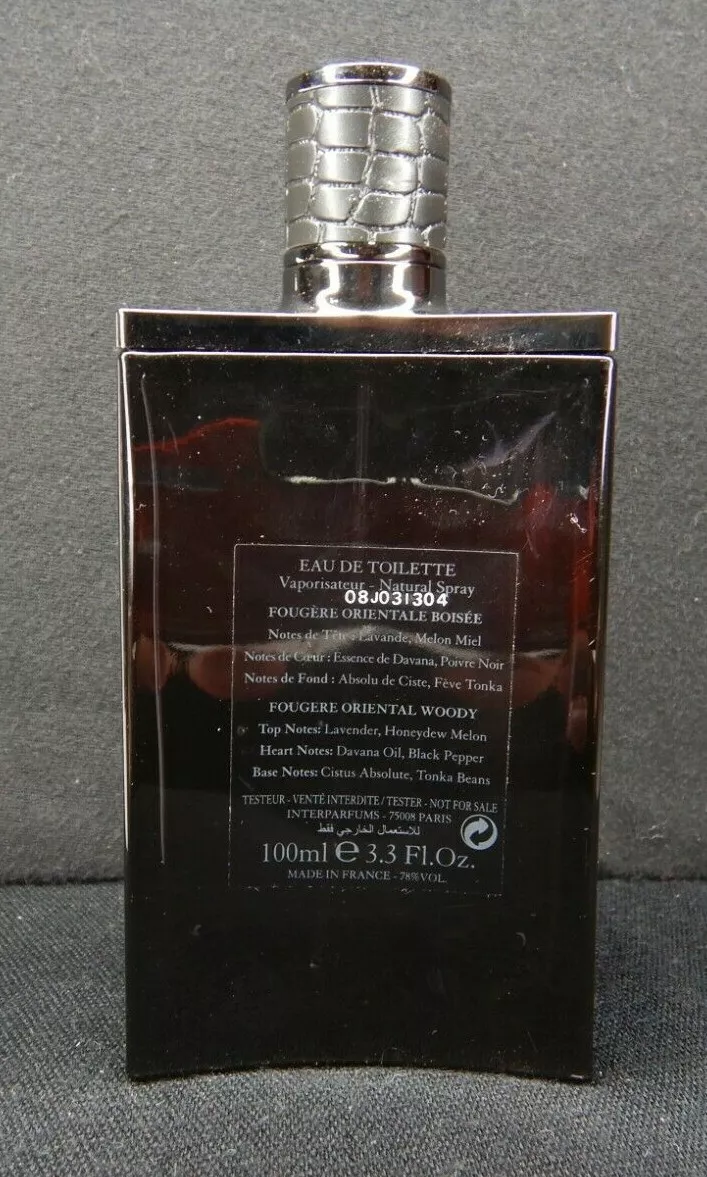 EAU DE TOILETTE
Vaporisateur - Natural Spray
08J031304
FOUGÈRE ORIENTALE BOISÉE
Notes de Tête : Lavande, Melon Miel
Notes de Cœur : Essence de Davana, Poivre Noir
Notes de Fond : Absolu de Ciste, Fève Tonka
FOUGERE ORIENTAL WOODY
Top Notes: Lavender, Honeydew Melon
Heart Notes: Davana Oil, Black Pepper
Base Notes: Cistus Absolute, Tonka Beans
TESTEUR - VENTÉ INTERDITE / TESTER - NOT FOR SALE
INTERPARFUMS - 75008 PARIS
للاستعمال الخارجي فقط
100ml ℮ 3.3 Fl.Oz.
MADE IN FRANCE - 78%VOL.